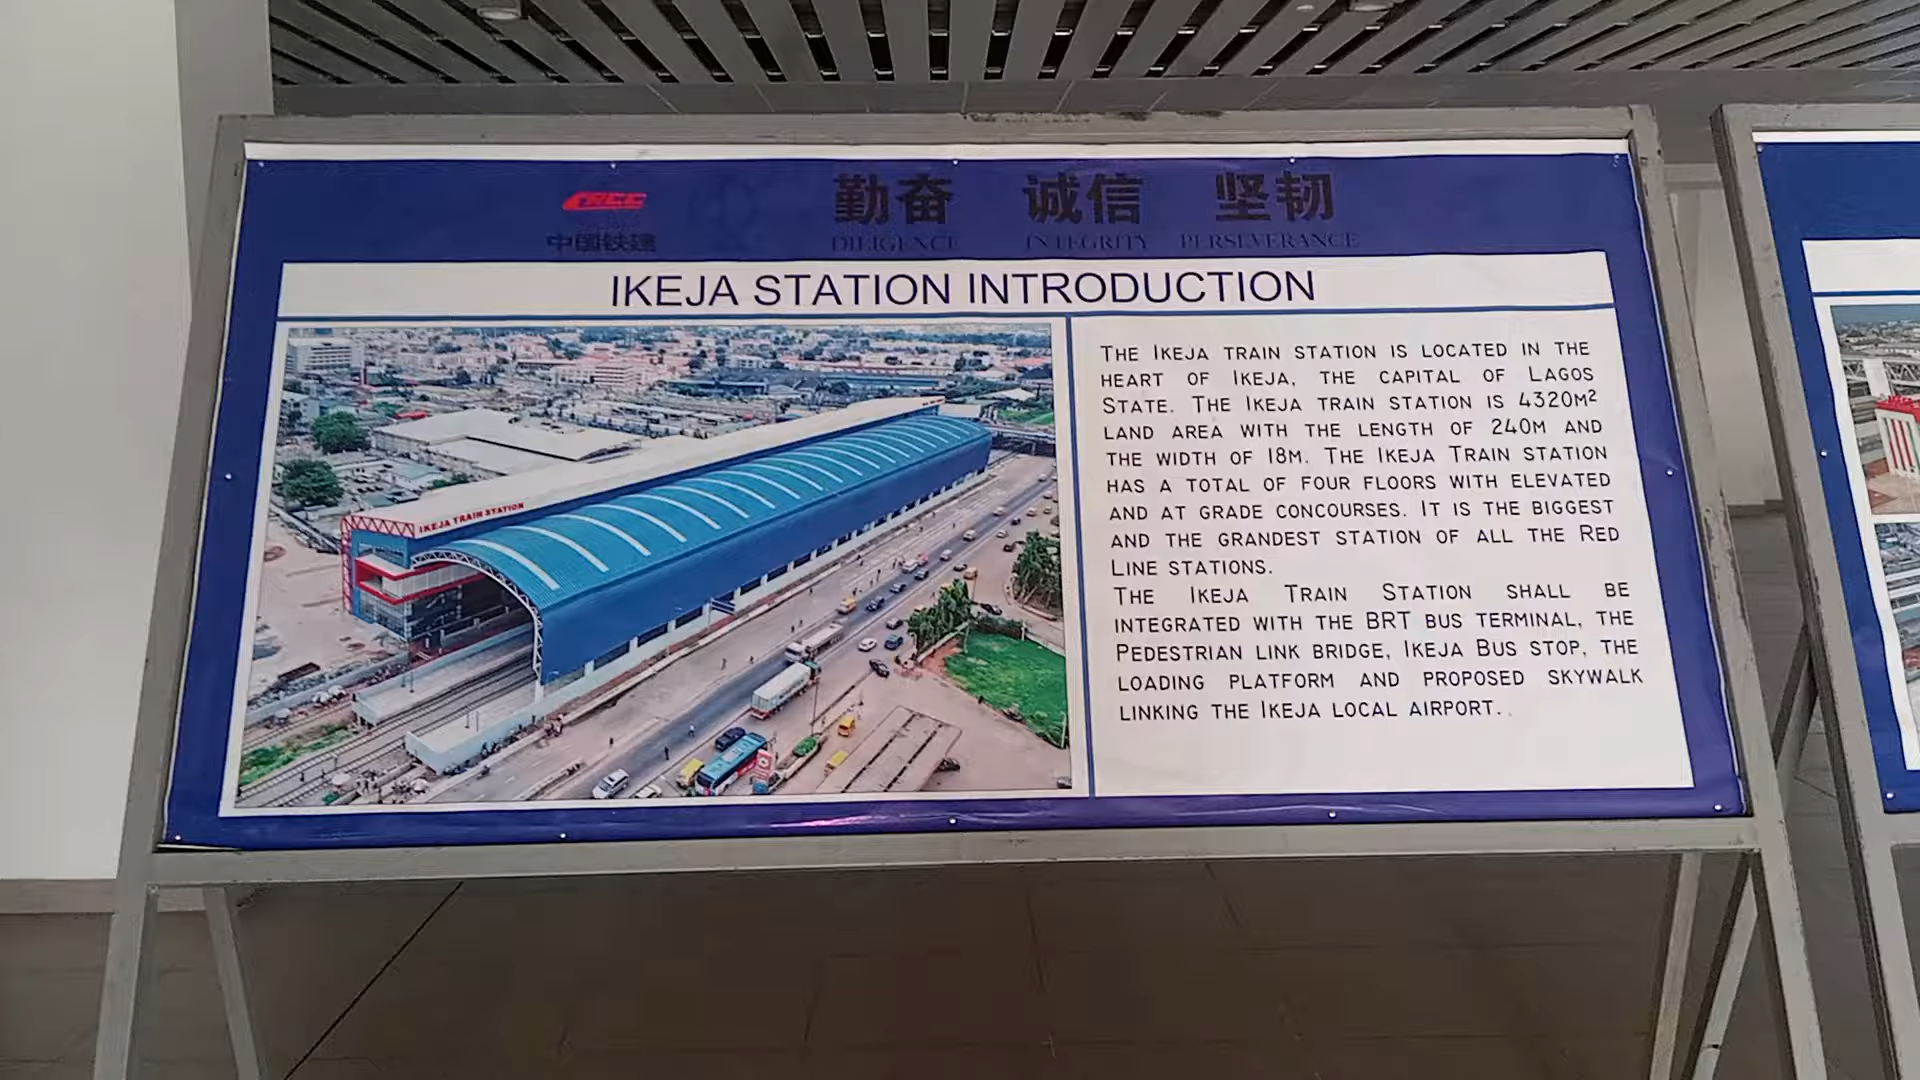 CRCC
中国铁建
勤奋 诚信 坚韧
DILIGENCE INTEGRITY PERSEVERANCE
IKEJA STATION INTRODUCTION
IKEJA TRAIN STATION
THE IKEJA TRAIN STATION IS LOCATED IN THE
HEART OF IKEJA, THE CAPITAL OF LAGOS
STATE. THE IKEJA TRAIN STATION IS 4320M²
LAND AREA WITH THE LENGTH OF 240M AND
THE WIDTH OF 18M. THE IKEJA TRAIN STATION
HAS A TOTAL OF FOUR FLOORS WITH ELEVATED
AND AT GRADE CONCOURSES. IT IS THE BIGGEST
AND THE GRANDEST STATION OF ALL THE RED
LINE STATIONS.
THE IKEJA TRAIN STATION SHALL BE
INTEGRATED WITH THE BRT BUS TERMINAL, THE
PEDESTRIAN LINK BRIDGE, IKEJA BUS STOP, THE
LOADING PLATFORM AND PROPOSED SKYWALK
LINKING THE IKEJA LOCAL AIRPORT.